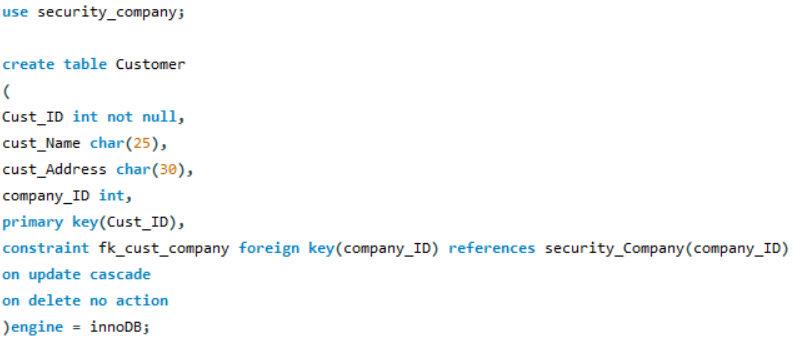 use security_company;
create table Customer
(
Cust_ID int not null,
cust_Name char(25),
cust_Address char(30),
company_ID int,
primary key(Cust_ID),
constraint fk_cust_company foreign key(company_ID) references security_Company(company_ID)
on update cascade
on delete no action
)engine = innoDB;